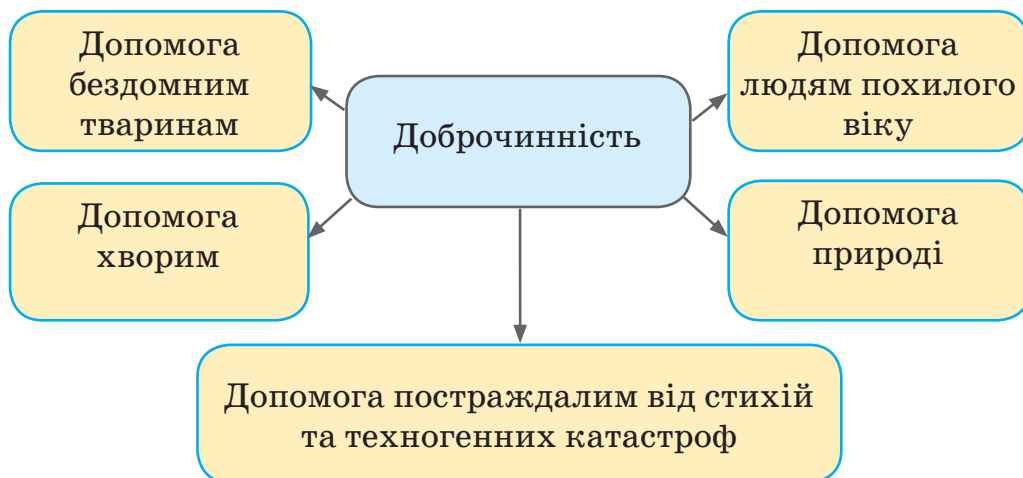 Допомога
бездомним
тваринам
Доброчинність
Допомога
людям похилого
віку
Допомога
хворим
Допомога
природі
Допомога постраждалим від стихій
та техногенних катастроф